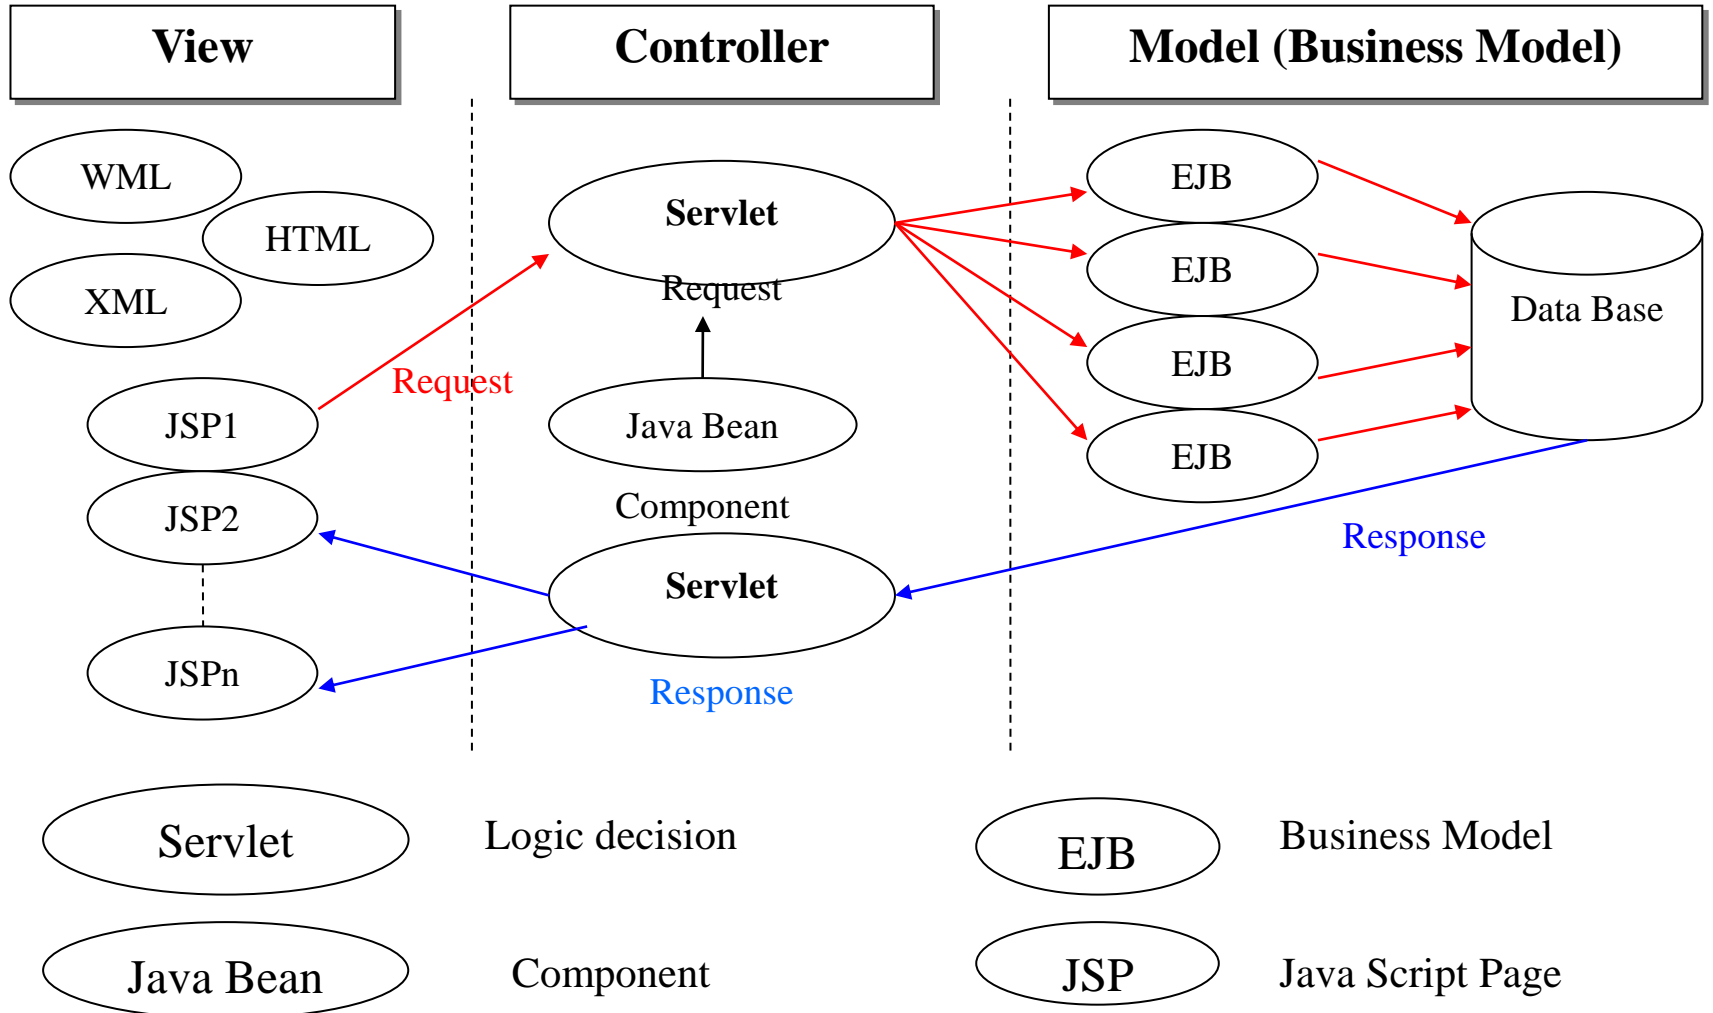 View
Controller
Model (Business Model)
WML
HTML
XML
JSP1
JSP2
JSPn
Request
Servlet
Request
Java Bean
Component
Servlet
Response
EJB
EJB
EJB
EJB
Data Base
Response
Servlet
Logic decision
EJB
Business Model
Java Bean
Component
JSP
Java Script Page